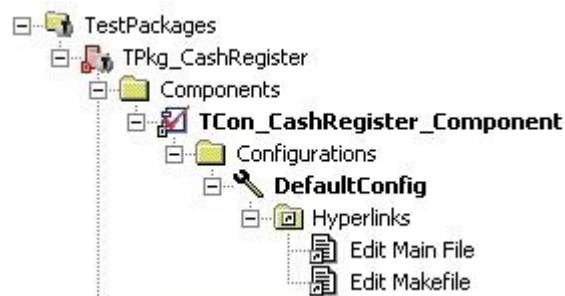 TestPackages
TPkg_CashRegister
Components
TCon_CashRegister_Component
Configurations
DefaultConfig
Hyperlinks
Edit Main File
Edit Makefile